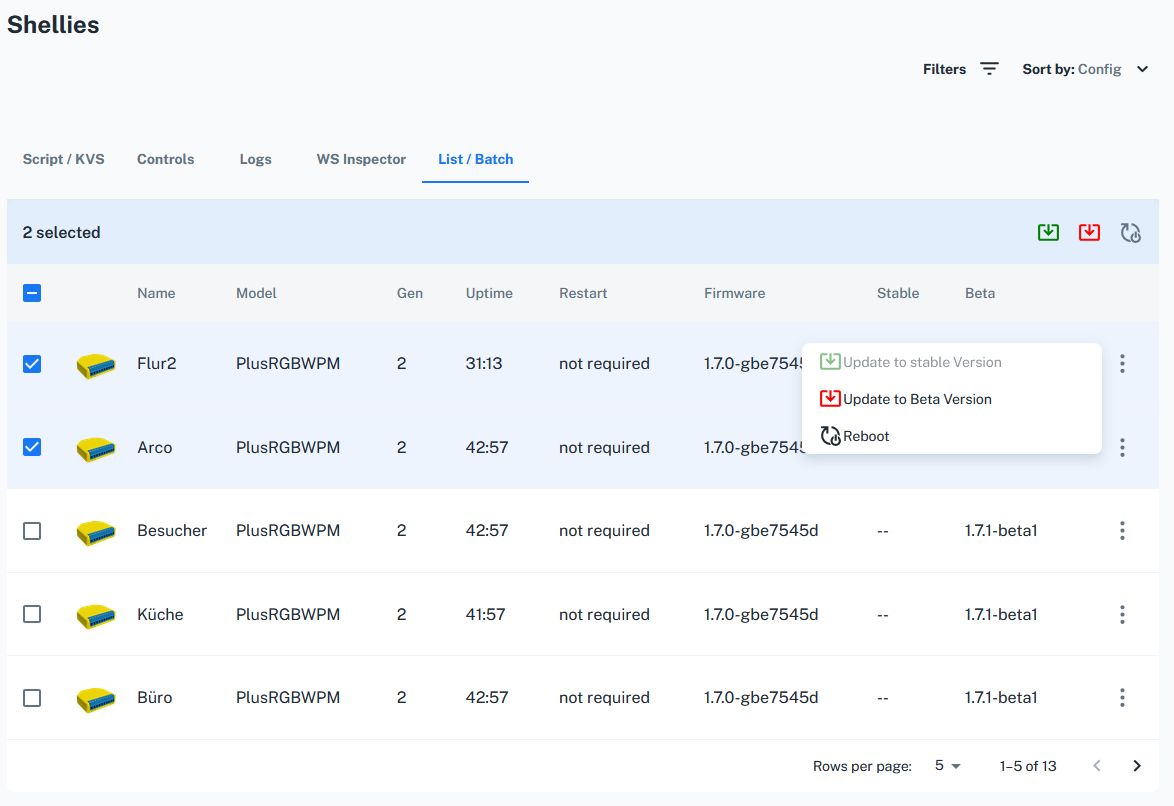 Shellies
Filters Sort by: Config
Script / KVS Controls Logs WS Inspector List / Batch
2 selected
Name Model Gen Uptime Restart Firmware Stable Beta
Flur2 PlusRGBWPM 2 31:13 not required 1.7.0-gbe7545
Update to stable Version
Update to Beta Version
Reboot
Arco PlusRGBWPM 2 42:57 not required 1.7.0-gbe7545
Besucher PlusRGBWPM 2 42:57 not required 1.7.0-gbe7545d -- 1.7.1-beta1
Küche PlusRGBWPM 2 41:57 not required 1.7.0-gbe7545d -- 1.7.1-beta1
Büro PlusRGBWPM 2 42:57 not required 1.7.0-gbe7545d -- 1.7.1-beta1
Rows per page: 5 1–5 of 13